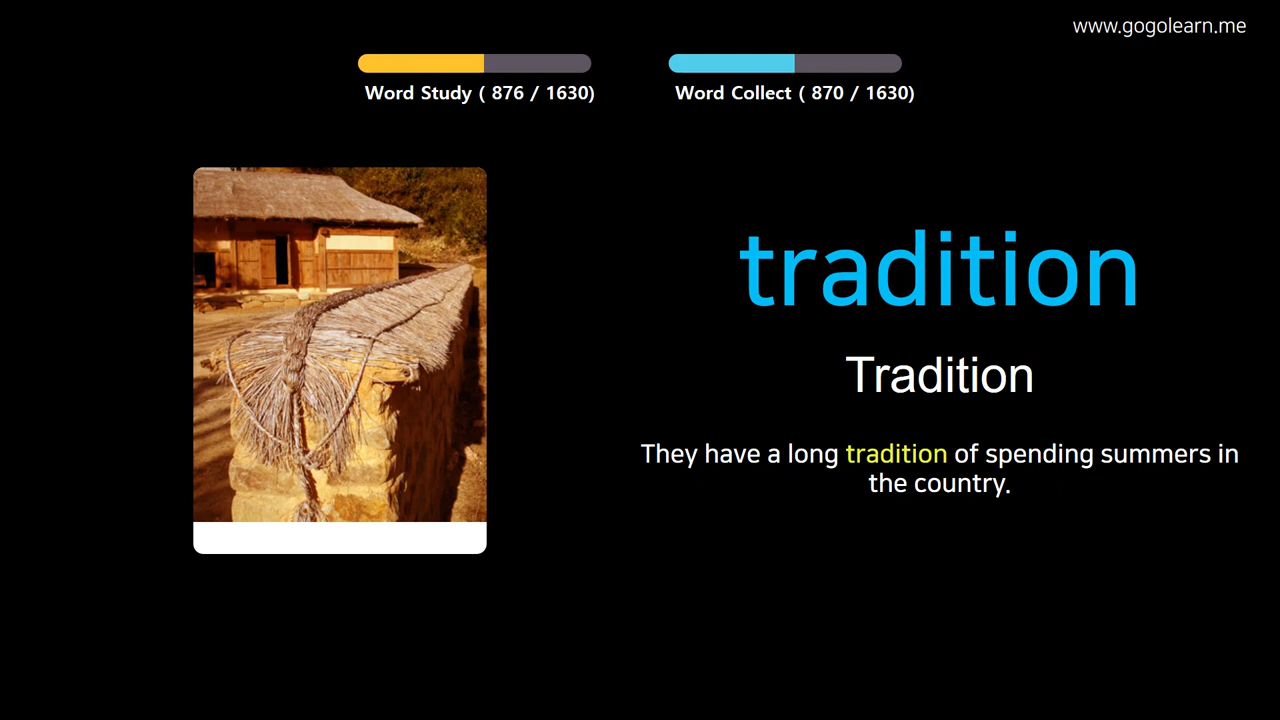 www.gogolearn.me
Word Study ( 876 / 1630)
Word Collect ( 870 / 1630)
tradition
Tradition
They have a long tradition of spending summers in
the country.